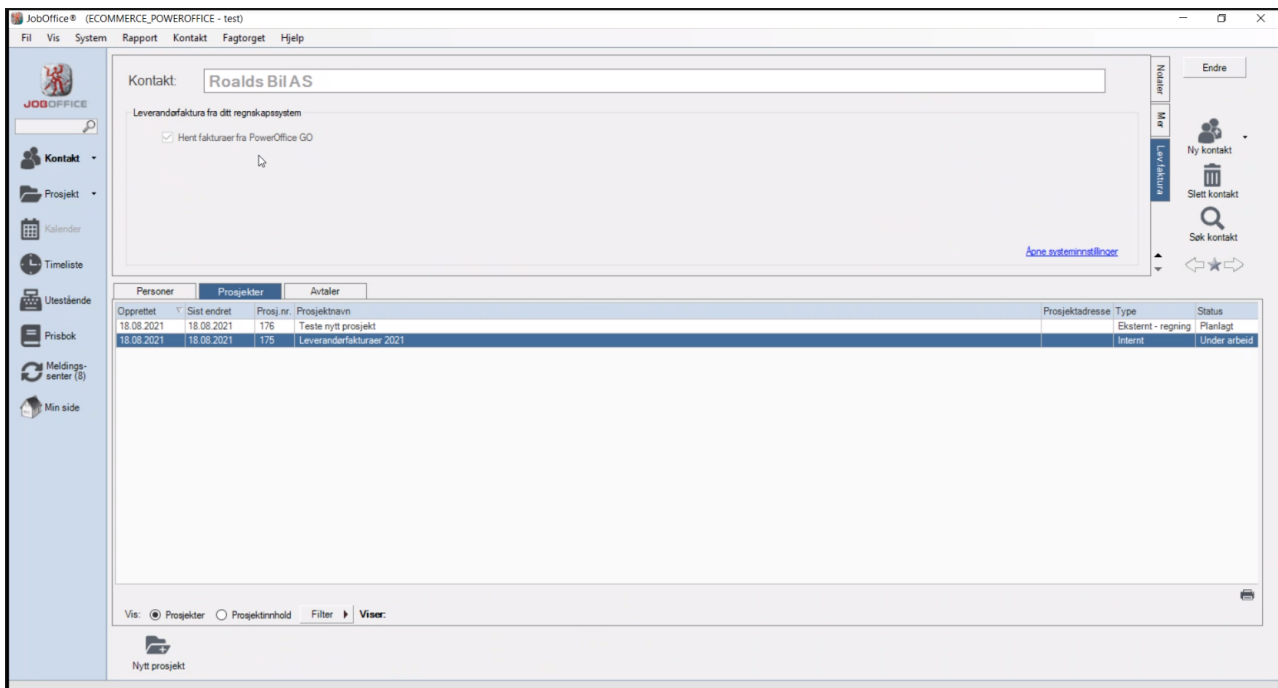 JobOffice® (ECOMMERCE_POWEROFFICE - test)
Fil Vis System Rapport Kontakt Fagtorget Hjelp
JOBOFFICE
Kontakt
Prosjekt
Kalender
Timeliste
Utestående
Prisbok
Meldings-
senter (8)
Min side
Kontakt: Roalds Bil AS
Leverandørfaktura fra ditt regnskapssystem
Hent fakturaer fra PowerOffice GO
Åpne systeminnstillinger
Notater
Mer
Lev faktura
Endre
Ny kontakt
Slett kontakt
Søk kontakt
Personer Prosjekter Avtaler
Opprettet Sist endret Prosj.nr. Prosjektnavn Prosjektadresse Type Status
18.08.2021 18.08.2021 176 Teste nytt prosjekt Eksternt - regning Planlagt
18.08.2021 18.08.2021 175 Leverandørfakturaer 2021 Internt Under arbeid
Vis: Prosjekter Prosjektinnhold Filter Viser:
Nytt prosjekt